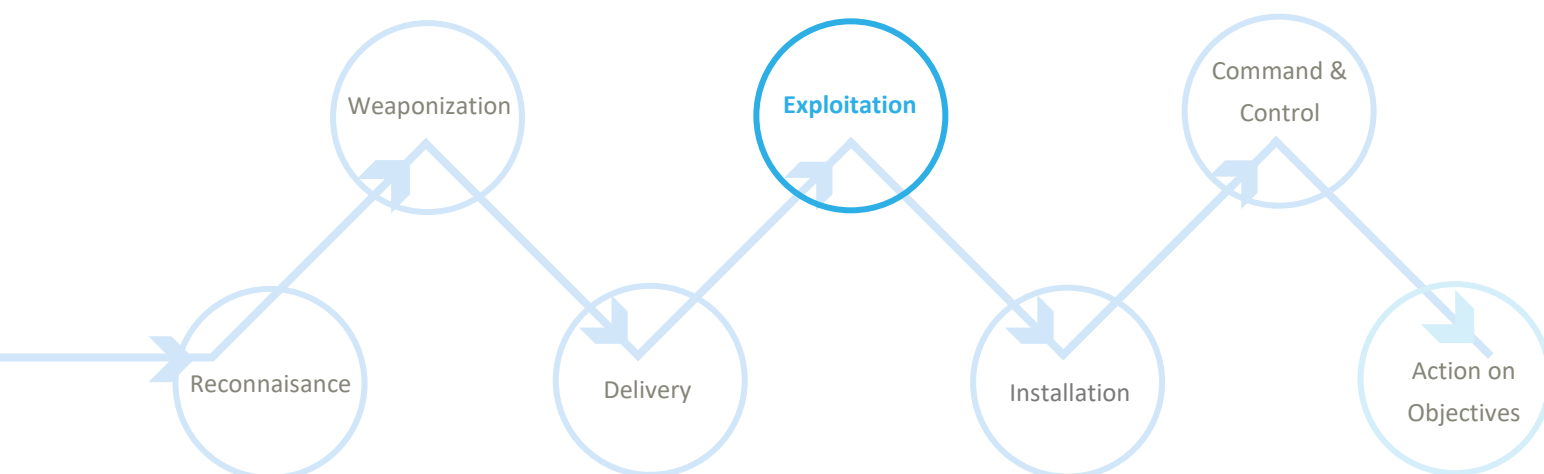 Reconnaisance
Weaponization
Delivery
Exploitation
Installation
Command &
Control
Action on
Objectives